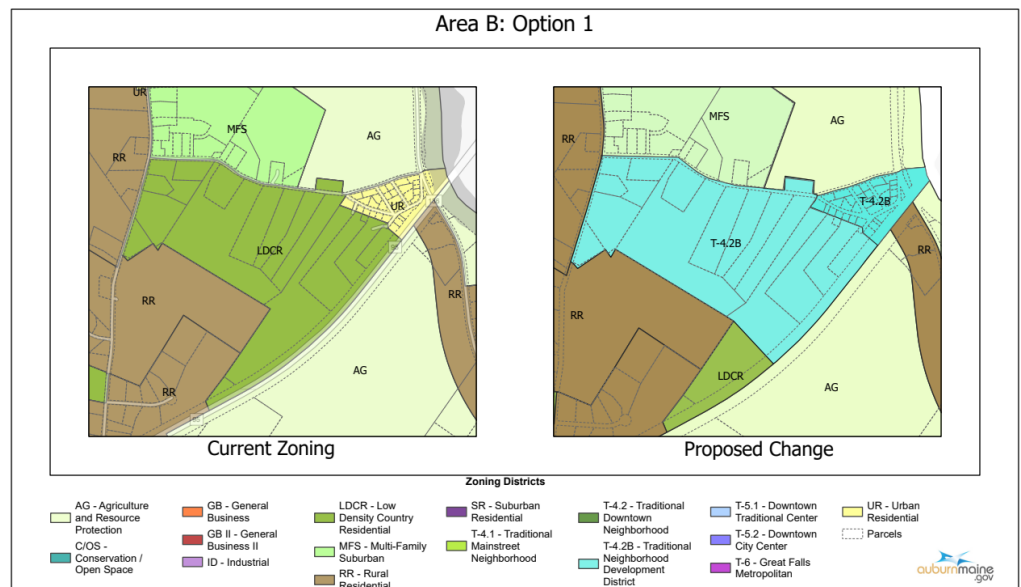 Area B: Option 1
UR
MFS
AG
RR
UR
LDCR
RR
RR
AG
RR
MFS
AG
RR
T-4.2B
T-4.2B
RR
RR
LDCR
AG
Current Zoning
Proposed Change
Zoning Districts
AG - Agriculture
and Resource
Protection
C/OS -
Conservation /
Open Space
GB - General
Business
GB II - General
Business II
ID - Industrial
LDCR - Low
Density Country
Residential
MFS - Multi-Family
Suburban
RR - Rural
Residential
SR - Suburban
Residential
T-4.1 - Traditional
Mainstreet
Neighborhood
T-4.2 - Traditional
Downtown
Neighborhood
T-4.2B - Traditional
Neighborhood
Development
District
T-5.1 - Downtown
Traditional Center
T-5.2 - Downtown
City Center
T-6 - Great Falls
Metropolitan
UR - Urban
Residential
Parcels
auburnmaine
.gov